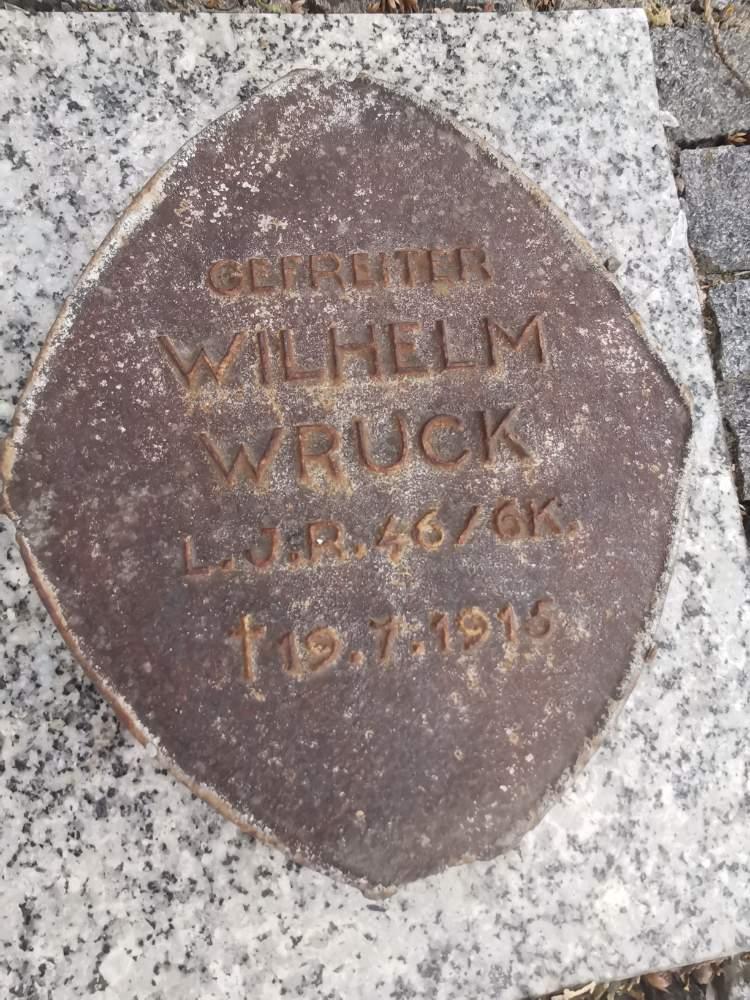 GEFREITER
WILHELM
WRUCK
L.J.R.46/6K.
†19.7.1915